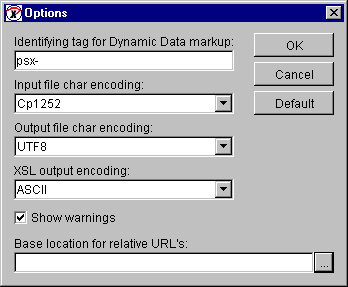 Options
Identifying tag for Dynamic Data markup:
psx-
OK
Input file char encoding:
Cancel
Cp1252
Default
Output file char encoding:
UTF8
XSL output encoding:
ASCII
Show warnings
Base location for relative URL's:
...